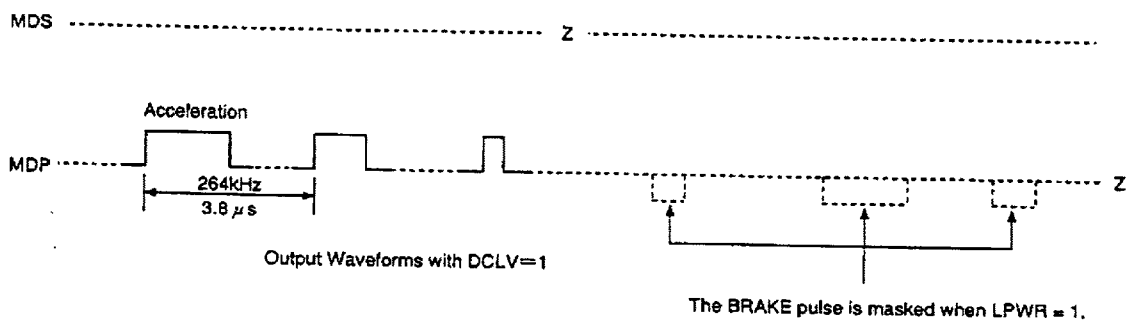 MDS
Z
Acceleration
MDP
264kHz
3.8 μs
Z
Output Waveforms with DCLV=1
The BRAKE pulse is masked when LPWR = 1.